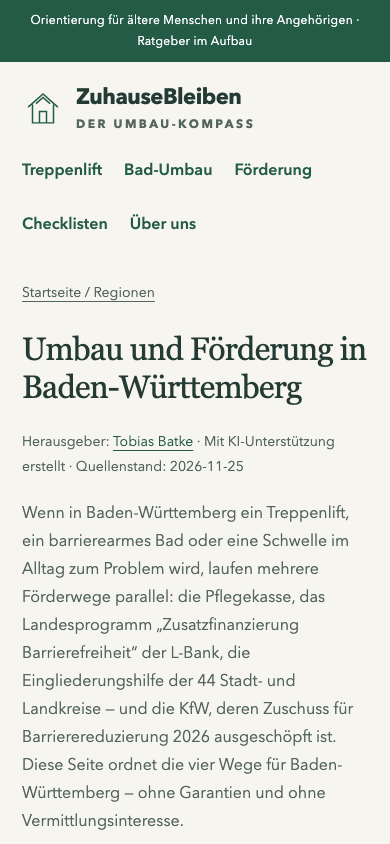 Orientierung für ältere Menschen und ihre Angehörigen ·
Ratgeber im Aufbau
ZuhauseBleiben
DER UMBAU-KOMPASS
Treppenlift Bad-Umbau Förderung
Checklisten Über uns
Startseite / Regionen
Umbau und Förderung in
Baden-Württemberg
Herausgeber: Tobias Batke · Mit KI-Unterstützung
erstellt · Quellenstand: 2026-11-25
Wenn in Baden-Württemberg ein Treppenlift,
ein barrierearmes Bad oder eine Schwelle im
Alltag zum Problem wird, laufen mehrere
Förderwege parallel: die Pflegekasse, das
Landesprogramm „Zusatzfinanzierung
Barrierefreiheit“ der L-Bank, die
Eingliederungshilfe der 44 Stadt- und
Landkreise — und die KfW, deren Zuschuss für
Barrierereduzierung 2026 ausgeschöpft ist.
Diese Seite ordnet die vier Wege für Baden-
Württemberg — ohne Garantien und ohne
Vermittlungsinteresse.